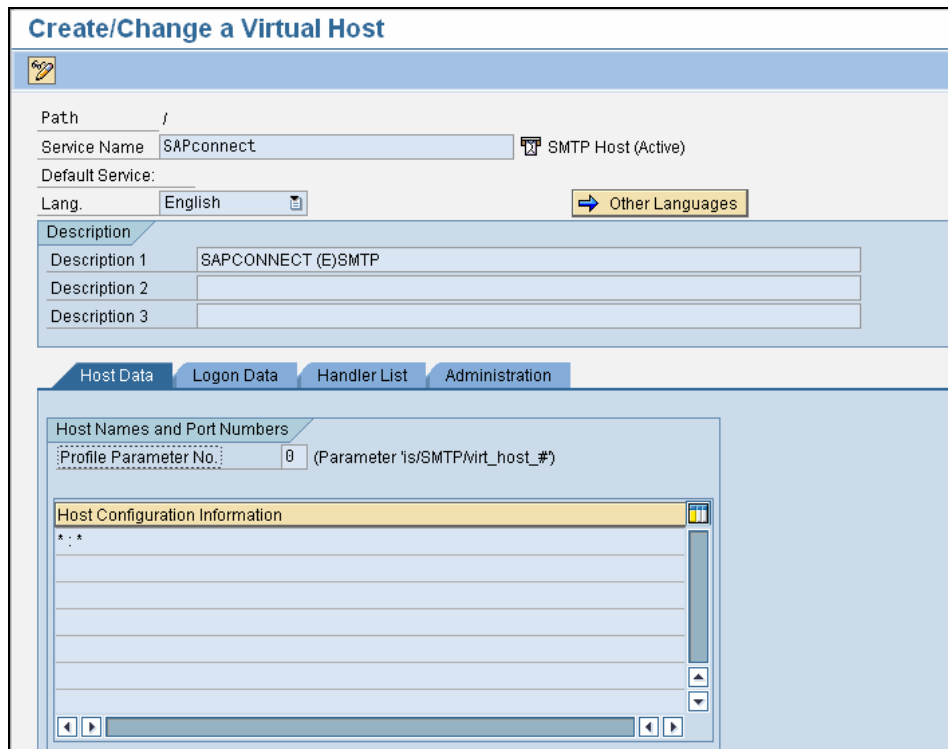 Create/Change a Virtual Host
Path /
Service Name SAPconnect SMTP Host (Active)
Default Service:
Lang. English Other Languages
Description
Description 1 SAPCONNECT (E)SMTP
Description 2
Description 3
Host Data Logon Data Handler List Administration
Host Names and Port Numbers
Profile Parameter No. 0 (Parameter 'is/SMTP/virt_host_#')
Host Configuration Information
* : *